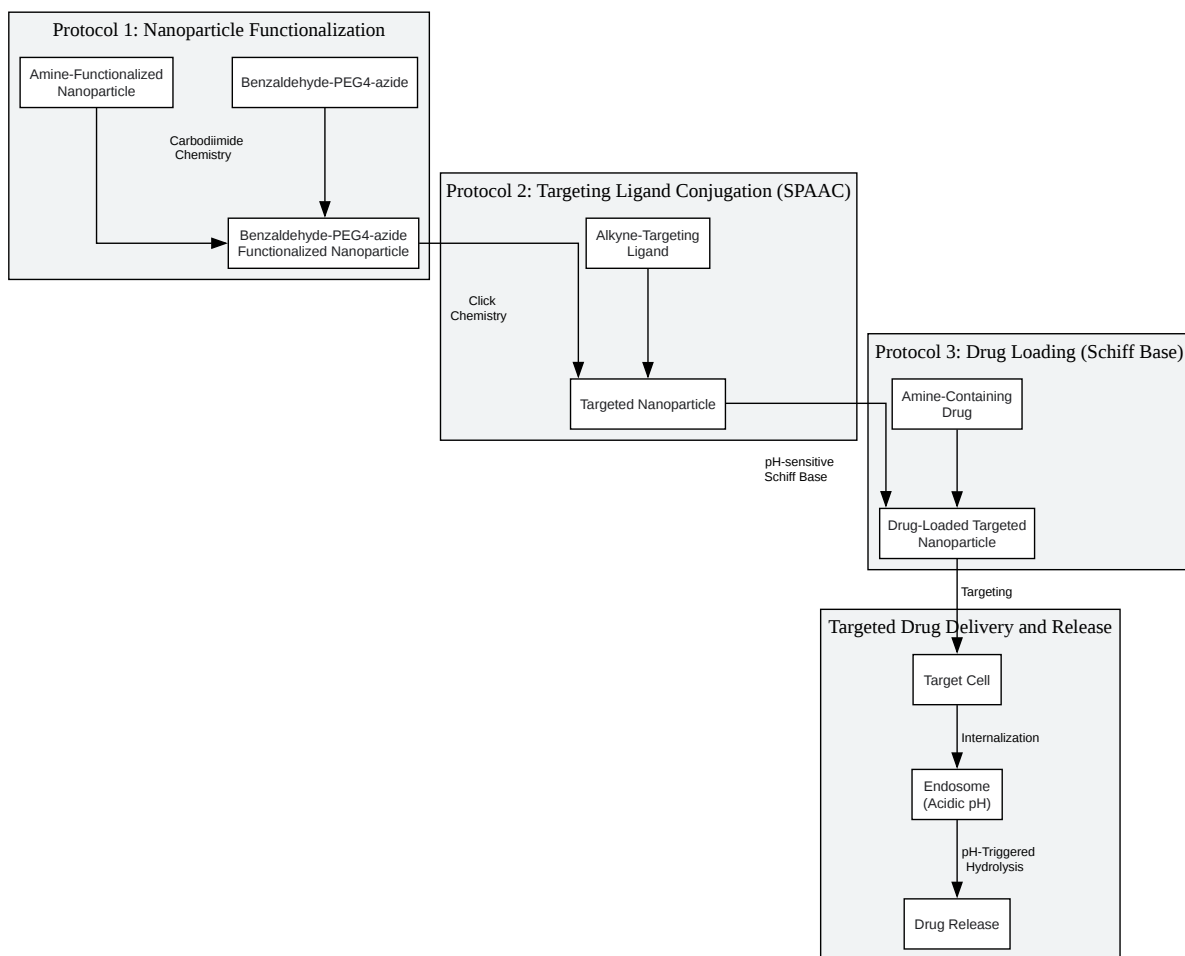 Protocol 1: Nanoparticle Functionalization
Amine-Functionalized
Nanoparticle
Benzaldehyde-PEG4-azide
Carbodiimide
Chemistry
Benzaldehyde-PEG4-azide
Functionalized Nanoparticle
Protocol 2: Targeting Ligand Conjugation (SPAAC)
Alkyne-Targeting
Ligand
Click
Chemistry
Targeted Nanoparticle
Protocol 3: Drug Loading (Schiff Base)
Amine-Containing
Drug
pH-sensitive
Schiff Base
Drug-Loaded Targeted
Nanoparticle
Targeting
Targeted Drug Delivery and Release
Target Cell
Internalization
Endosome
(Acidic pH)
pH-Triggered
Hydrolysis
Drug Release